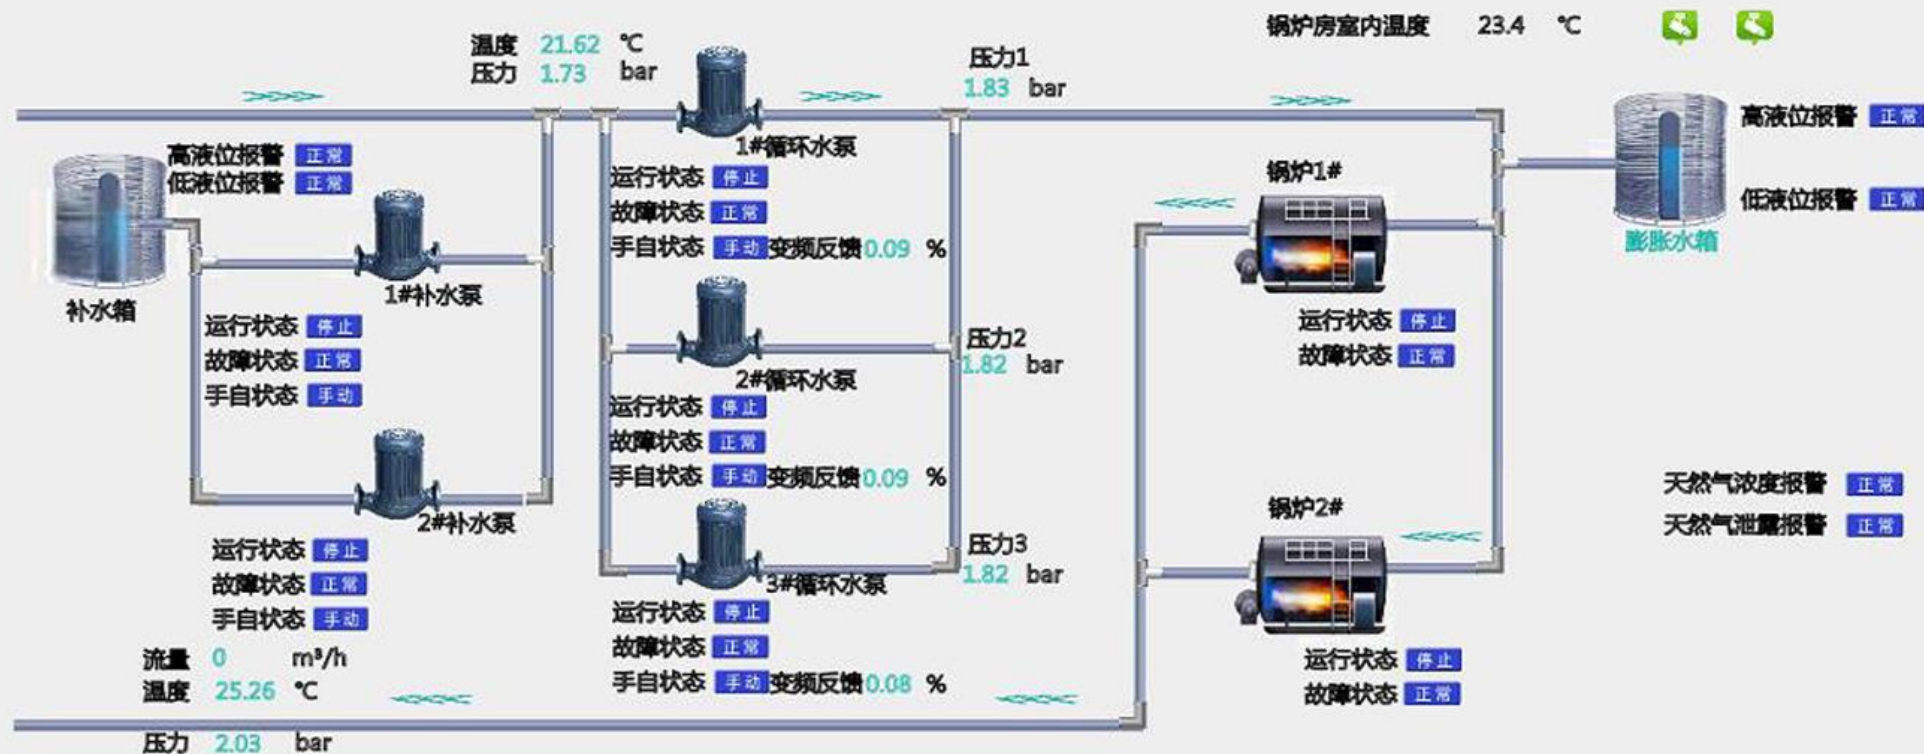 锅炉房室内温度 23.4 ℃
温度 21.62 ℃
压力 1.73 bar
压力1
1.83 bar
高液位报警 正常
低液位报警 正常
补水箱
1#补水泵
运行状态 停止
故障状态 正常
手自状态 手动
2#补水泵
运行状态 停止
故障状态 正常
手自状态 手动
1#循环水泵
运行状态 停止
故障状态 正常
手自状态 手动 变频反馈 0.09 %
2#循环水泵
运行状态 停止
故障状态 正常
手自状态 手动 变频反馈 0.09 %
3#循环水泵
运行状态 停止
故障状态 正常
手自状态 手动 变频反馈 0.08 %
压力2
1.82 bar
压力3
1.82 bar
锅炉1#
运行状态 停止
故障状态 正常
锅炉2#
运行状态 停止
故障状态 正常
高液位报警 正常
低液位报警 正常
膨胀水箱
天然气浓度报警 正常
天然气泄露报警 正常
流量 0 m³/h
温度 25.26 ℃
压力 2.03 bar